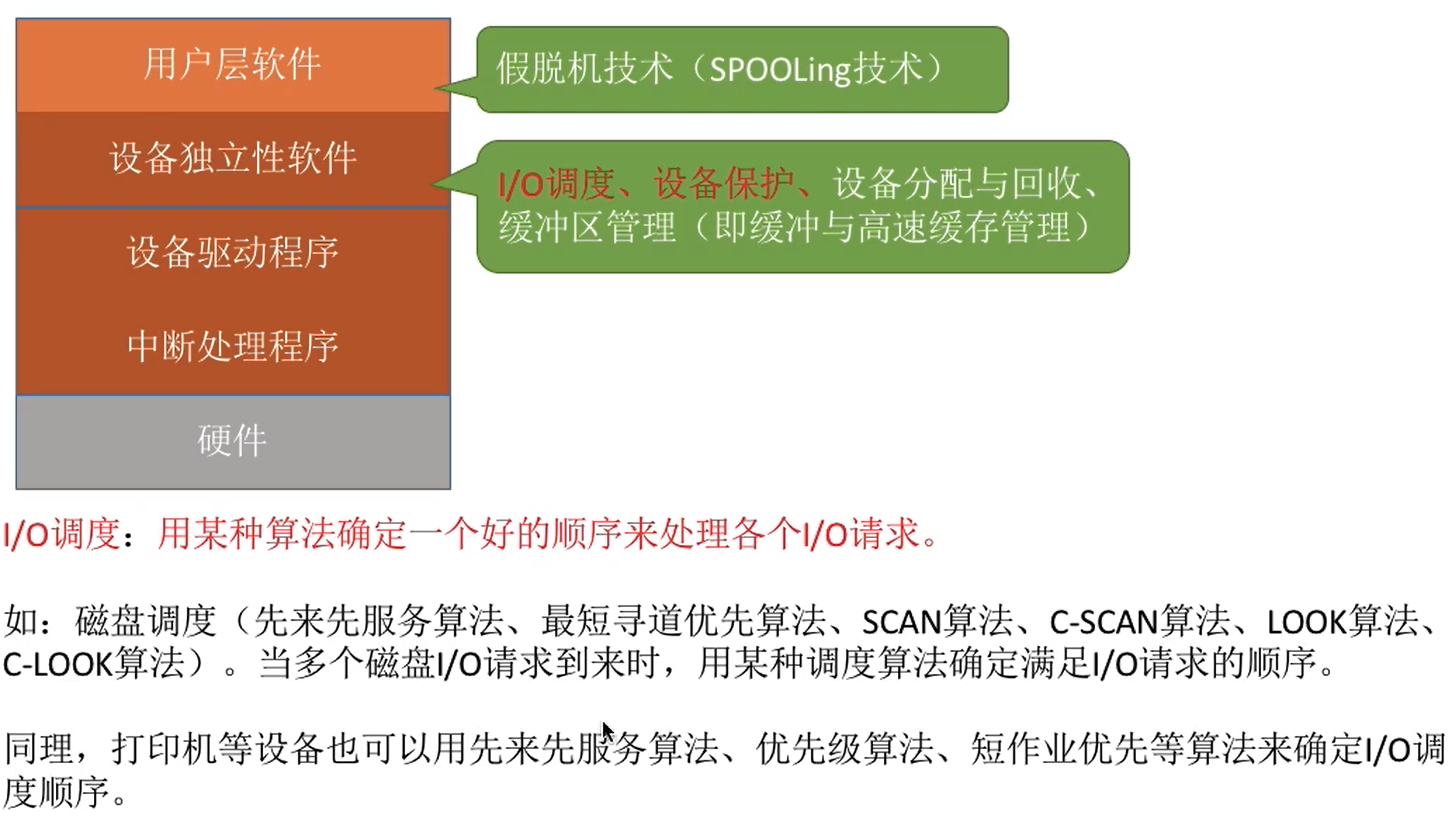 用户层软件
假脱机技术（SPOOLing技术）
设备独立性软件
I/O调度、设备保护、设备分配与回收、
缓冲区管理（即缓冲与高速缓存管理）
设备驱动程序
中断处理程序
硬件
I/O调度：用某种算法确定一个好的顺序来处理各个I/O请求。
如：磁盘调度（先来先服务算法、最短寻道优先算法、SCAN算法、C-SCAN算法、LOOK算法、
C-LOOK算法）。当多个磁盘I/O请求到来时，用某种调度算法确定满足I/O请求的顺序。
同理，打印机等设备也可以用先来先服务算法、优先级算法、短作业优先等算法来确定I/O调
度顺序。